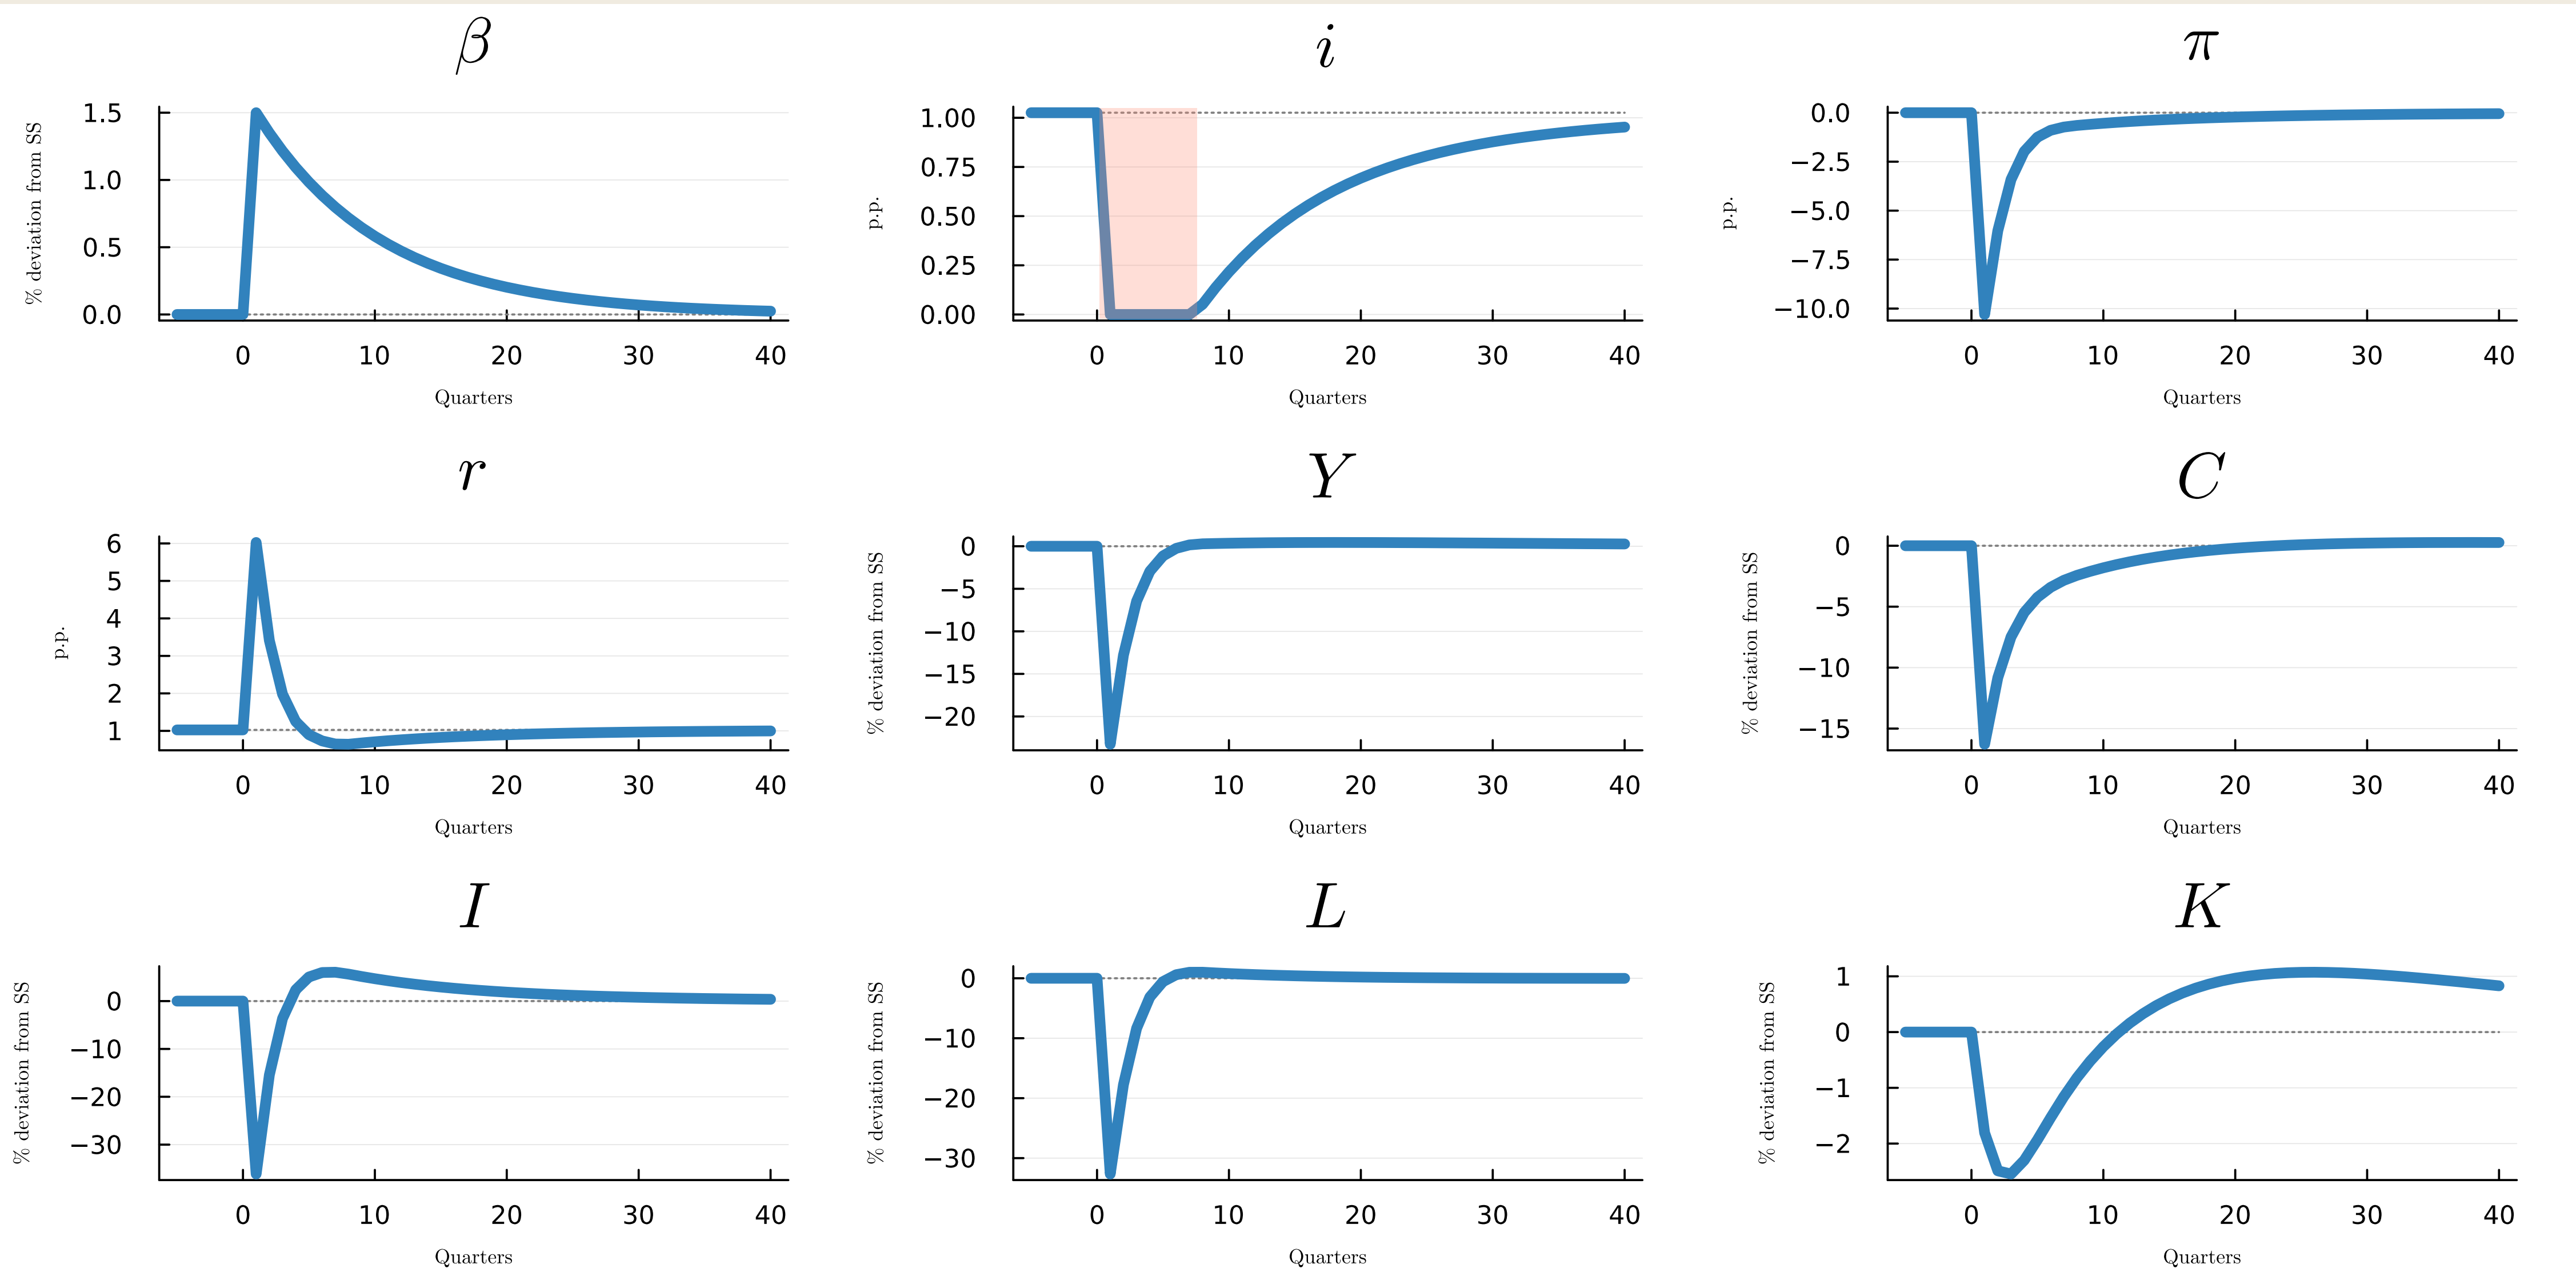 β
1.5
1.0
0.5
0.0
% deviation from SS
0 10 20 30 40
Quarters
i
1.00
0.75
0.50
0.25
0.00
p.p.
0 10 20 30 40
Quarters
π
0.0
−2.5
−5.0
−7.5
−10.0
p.p.
0 10 20 30 40
Quarters
r
6
5
4
3
2
1
p.p.
0 10 20 30 40
Quarters
Y
0
−5
−10
−15
−20
% deviation from SS
0 10 20 30 40
Quarters
C
0
−5
−10
−15
% deviation from SS
0 10 20 30 40
Quarters
I
0
−10
−20
−30
% deviation from SS
0 10 20 30 40
Quarters
L
0
−10
−20
−30
% deviation from SS
0 10 20 30 40
Quarters
K
1
0
−1
−2
% deviation from SS
0 10 20 30 40
Quarters